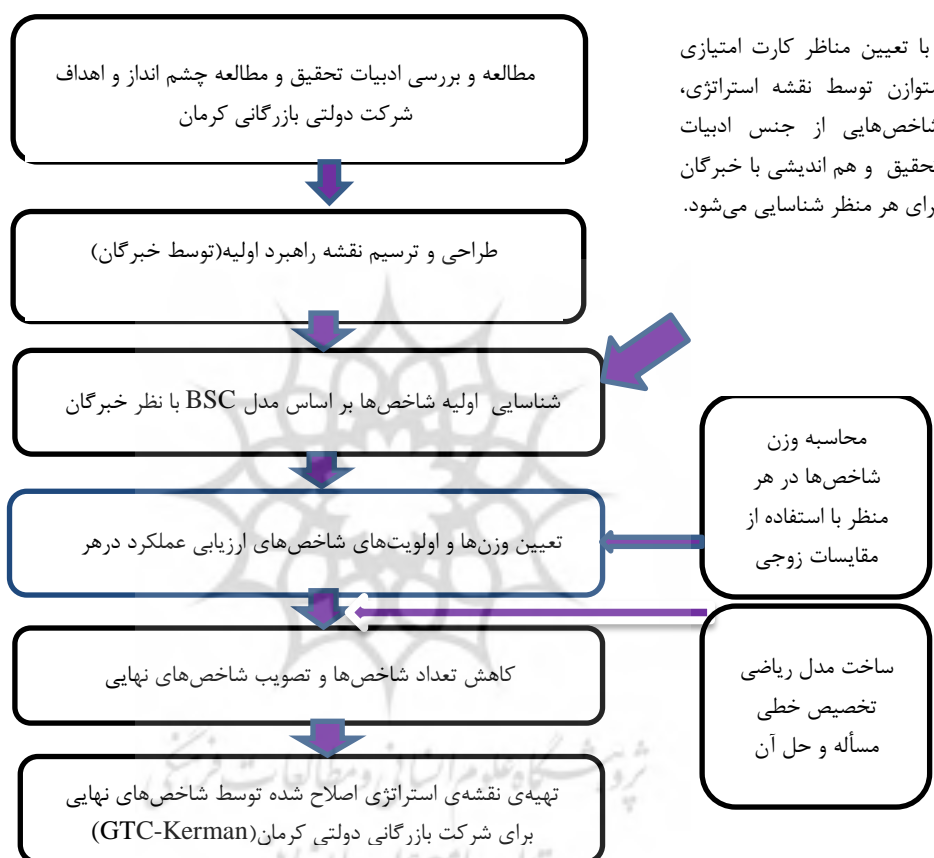 مطالعه و بررسی ادبیات تحقیق و مطالعه چشم انداز و اهداف
شرکت دولتی بازرگانی کرمان
با تعیین مناظر کارت امتیازی
متوازن توسط نقشه استراتژی،
شاخص‌هایی از جنس ادبیات
تحقیق و هم اندیشی با خبرگان
برای هر منظر شناسایی می‌شود.
طراحی و ترسیم نقشه راهبرد اولیه(توسط خبرگان)
شناسایی اولیه شاخص‌ها بر اساس مدل BSC با نظر خبرگان
محاسبه وزن
شاخص‌ها در هر
منظر با استفاده از
مقایسات زوجی
تعیین وزن‌ها و اولویت‌های شاخص‌های ارزیابی عملکرد درهر
ساخت مدل ریاضی
تخصیص خطی
مسأله و حل آن
کاهش تعداد شاخص‌ها و تصویب شاخص‌های نهایی
پژوهشگاه علوم انسانی و مطالعات فرهنگی
تهیه‌ی نقشه‌ی استراتژی اصلاح شده توسط شاخص‌های نهایی
برای شرکت بازرگانی دولتی کرمان(GTC-Kerman)